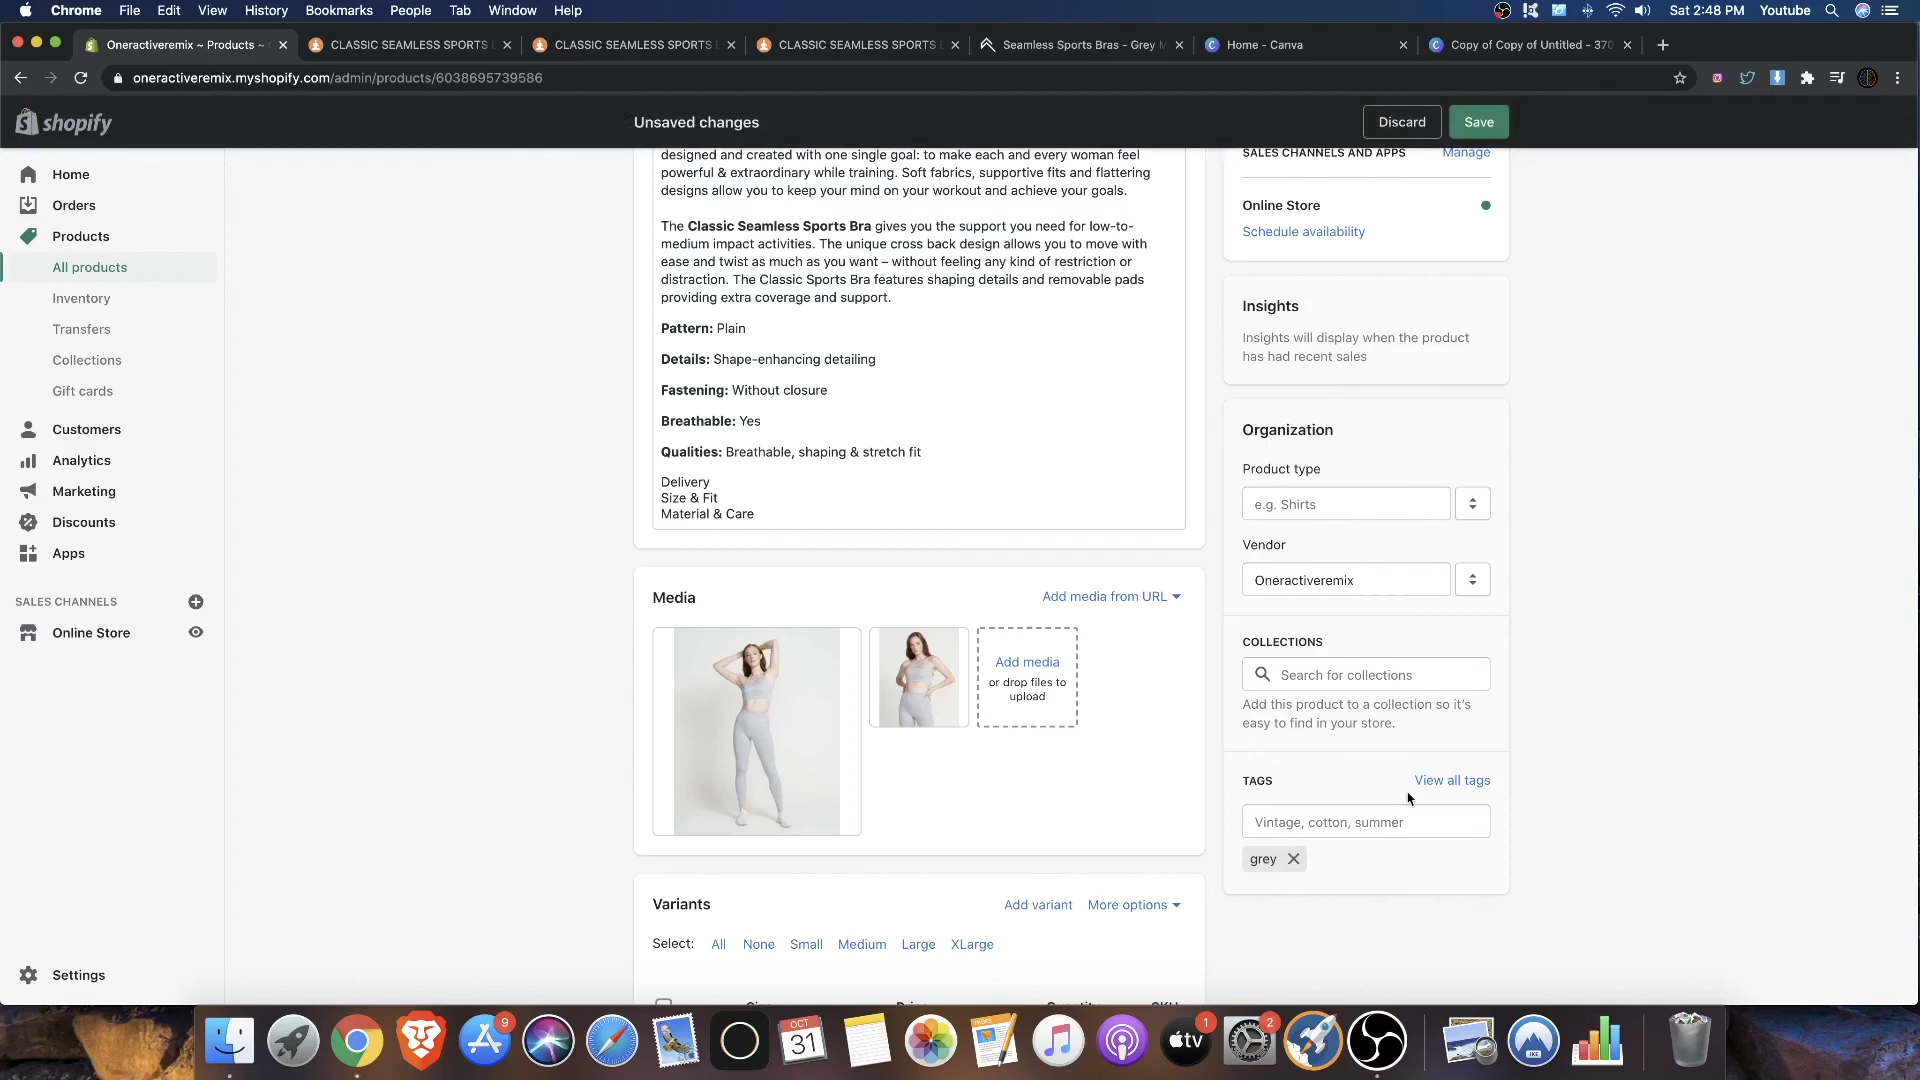 Chrome File Edit View History Bookmarks People Tab Window Help
Sat 2:48 PM Youtube
Oneractiveremix ~ Products ~
CLASSIC SEAMLESS SPORTS
CLASSIC SEAMLESS SPORTS
CLASSIC SEAMLESS SPORTS
Seamless Sports Bras - Grey M
Home - Canva
Copy of Copy of Untitled - 370
oneractiveremix.myshopify.com/admin/products/6038695739586
shopify
Unsaved changes
Discard
Save
Home
Orders
Products
All products
Inventory
Transfers
Collections
Gift cards
Customers
Analytics
Marketing
Discounts
Apps
SALES CHANNELS
Online Store
Settings
designed and created with one single goal: to make each and every woman feel
powerful & extraordinary while training. Soft fabrics, supportive fits and flattering
designs allow you to keep your mind on your workout and achieve your goals.
The Classic Seamless Sports Bra gives you the support you need for low-to-
medium impact activities. The unique cross back design allows you to move with
ease and twist as much as you want – without feeling any kind of restriction or
distraction. The Classic Sports Bra features shaping details and removable pads
providing extra coverage and support.
Pattern: Plain
Details: Shape-enhancing detailing
Fastening: Without closure
Breathable: Yes
Qualities: Breathable, shaping & stretch fit
Delivery
Size & Fit
Material & Care
Media
Add media from URL
Add media
or drop files to
upload
Variants
Add variant
More options
Select: All None Small Medium Large XLarge
SALES CHANNELS AND APPS
Manage
Online Store
Schedule availability
Insights
Insights will display when the product
has had recent sales
Organization
Product type
e.g. Shirts
Vendor
Oneractiveremix
COLLECTIONS
Search for collections
Add this product to a collection so it's
easy to find in your store.
TAGS
View all tags
Vintage, cotton, summer
grey
9
OCT
31
tv
1
2